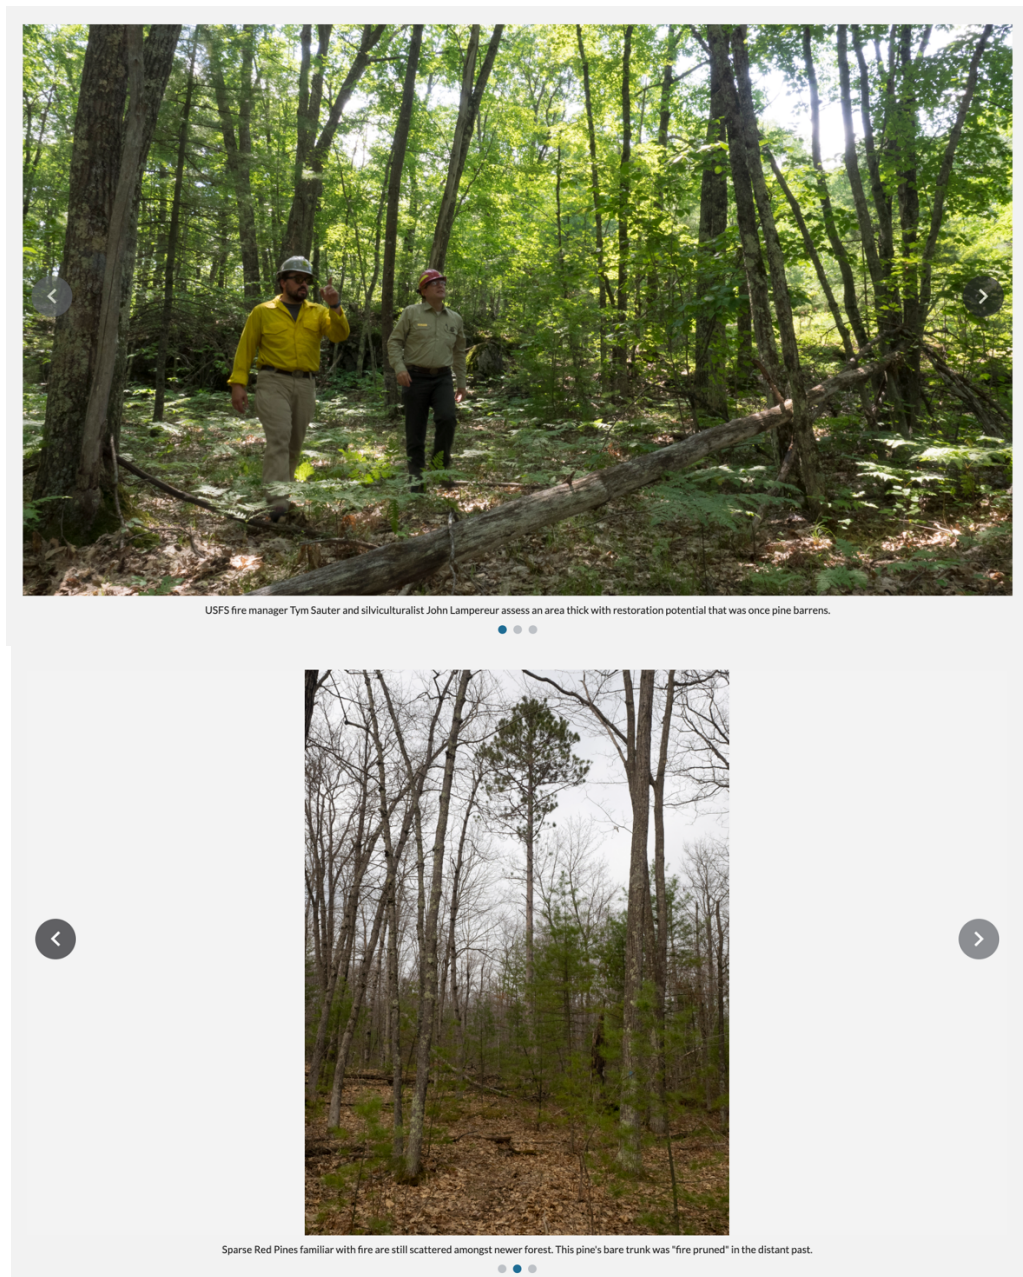 USFS fire manager Tym Sauter and silviculturalist John Lampereur assess an area thick with restoration potential that was once pine barrens.
Sparse Red Pines familiar with fire are still scattered amongst newer forest. This pine's bare trunk was "fire pruned" in the distant past.